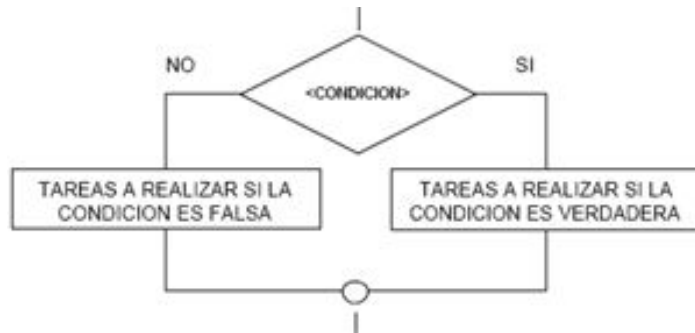 NO
SI
<CONDICION>
TAREAS A REALIZAR SI LA
CONDICION ES FALSA
TAREAS A REALIZAR SI LA
CONDICION ES VERDADERA